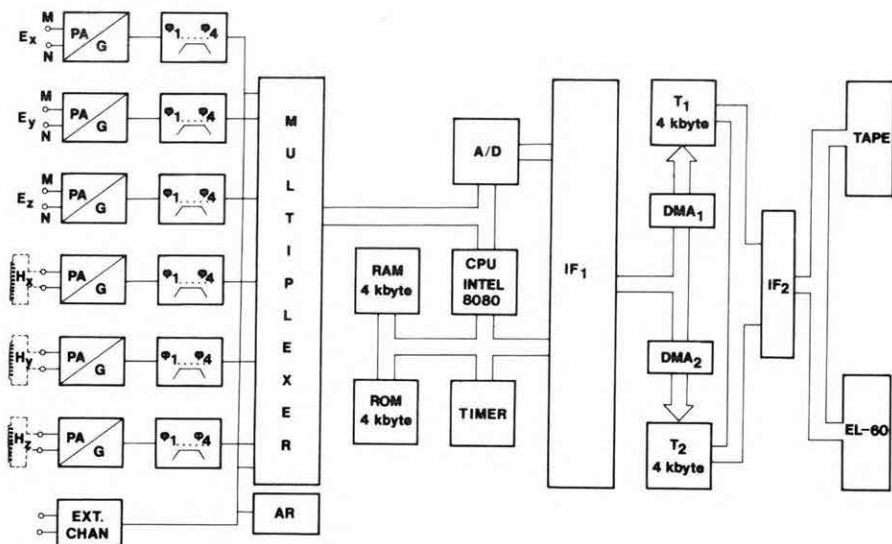 M
Ex
N
PA
G
φ1.....φ4
M
Ey
N
PA
G
φ1.....φ4
M
Ez
N
PA
G
φ1.....φ4
Hx
PA
G
φ1.....φ4
Hy
PA
G
φ1.....φ4
Hz
PA
G
φ1.....φ4
EXT.
CHAN
MULTIPLEXER
AR
A/D
RAM
4 kbyte
CPU
INTEL
8080
ROM
4 kbyte
TIMER
IF1
T1
4 kbyte
DMA1
DMA2
T2
4 kbyte
IF2
TAPE
EL-60